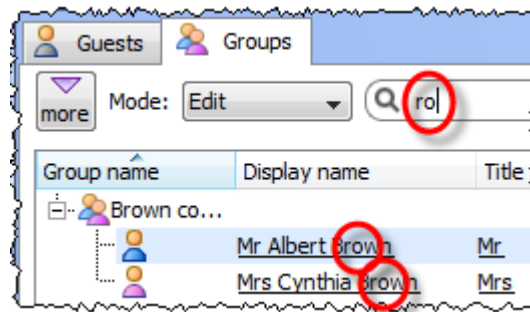 Guests Groups
more Mode: Edit ro
Group name Display name Title
Brown co...
Mr Albert Brown Mr
Mrs Cynthia Brown Mrs